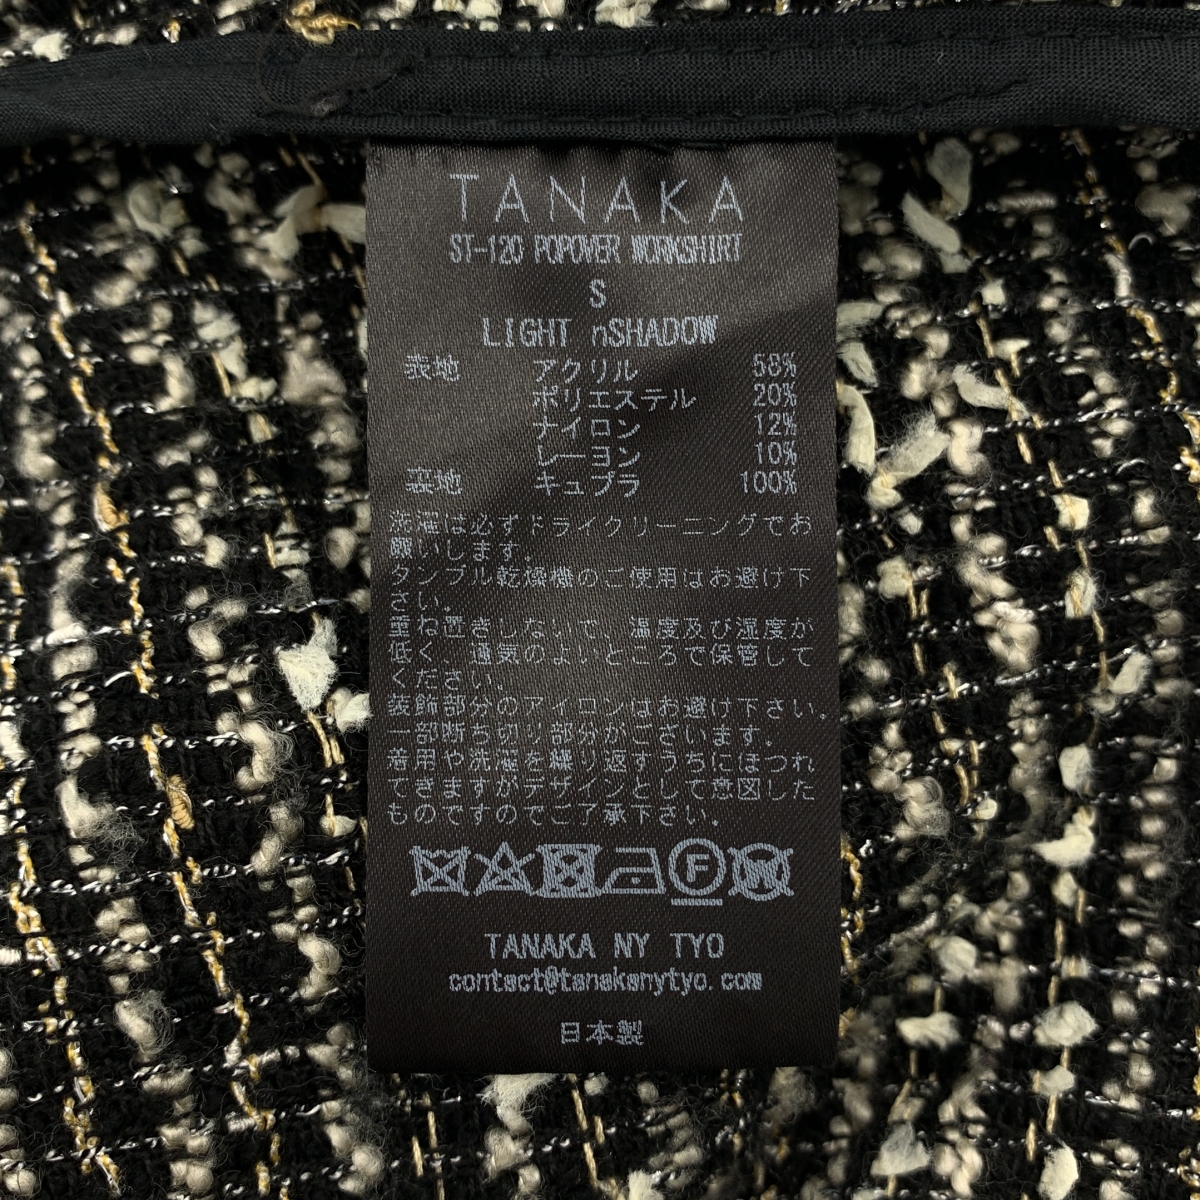 TANAKA
ST-120 POPOVER WORKSHIRT
S
LIGHT nSHADOW
表地 アクリル 58%
ポリエステル 20%
ナイロン 12%
レーヨン 10%
裏地 キュプラ 100%
洗濯は必ずドライクリーニングでお
願いします。
タンブル乾燥機のご使用はお避け下
さい。
重ね置きしないで、温度及び湿度が
低く、通気のよいところで保管して
ください。
装飾部分のアイロンはお避け下さい。
一部断ち切り部分がございます。
着用や洗濯を繰り返すうちにほつれ
てきますがデザインとして意図した
ものですのでご了承下さい。
F W
TANAKA NY TYO
contact@tanakanytyo.com
日本製